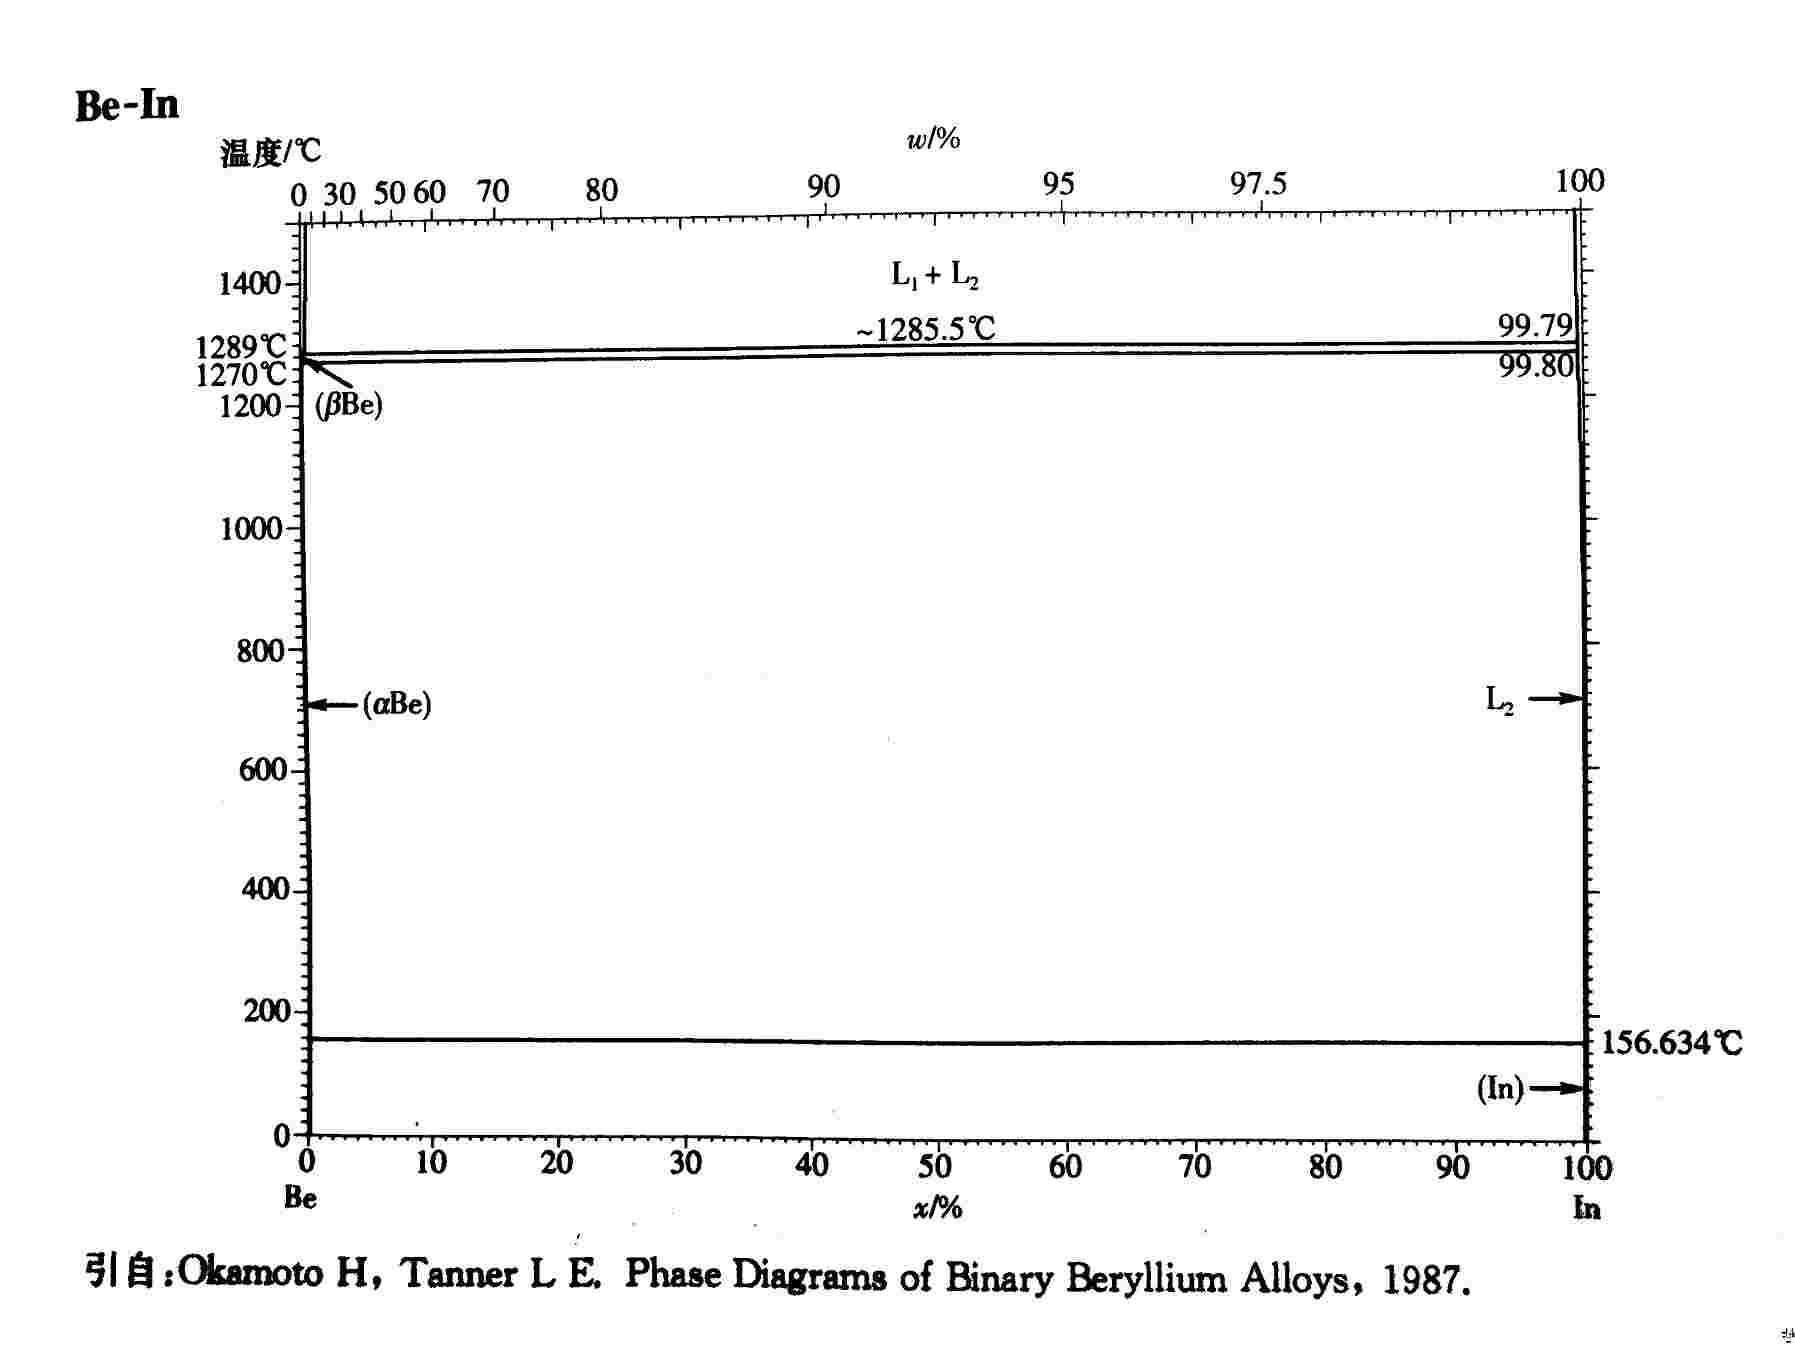 Be-In
温度/℃
w/%
0 30 50 60 70 80 90 95 97.5 100
L₁ + L₂
1400
~1285.5℃
99.79
1289℃
1270℃
99.80
1200
(βBe)
1000
800
(αBe)
L₂
600
400
200
156.634℃
(In)
0
0 10 20 30 40 50 60 70 80 90 100
Be
x/%
In
引自:Okamoto H, Tanner L E. Phase Diagrams of Binary Beryllium Alloys, 1987.